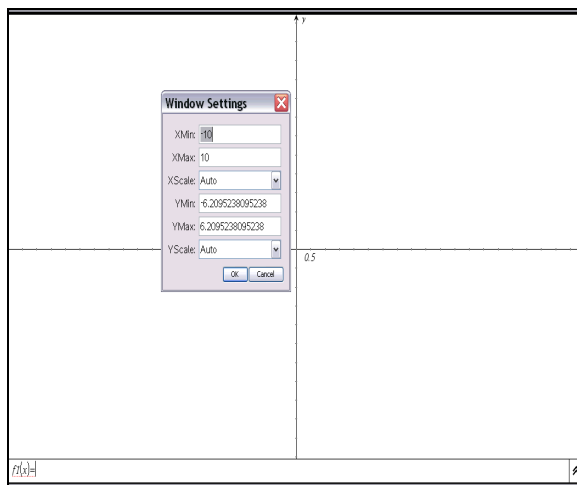 y
Window Settings
XMin: -10
XMax: 10
XScale: Auto
YMin: -6.2095238095238
YMax: 6.2095238095238
YScale: Auto
OK Cancel
0.5
f1(x)=